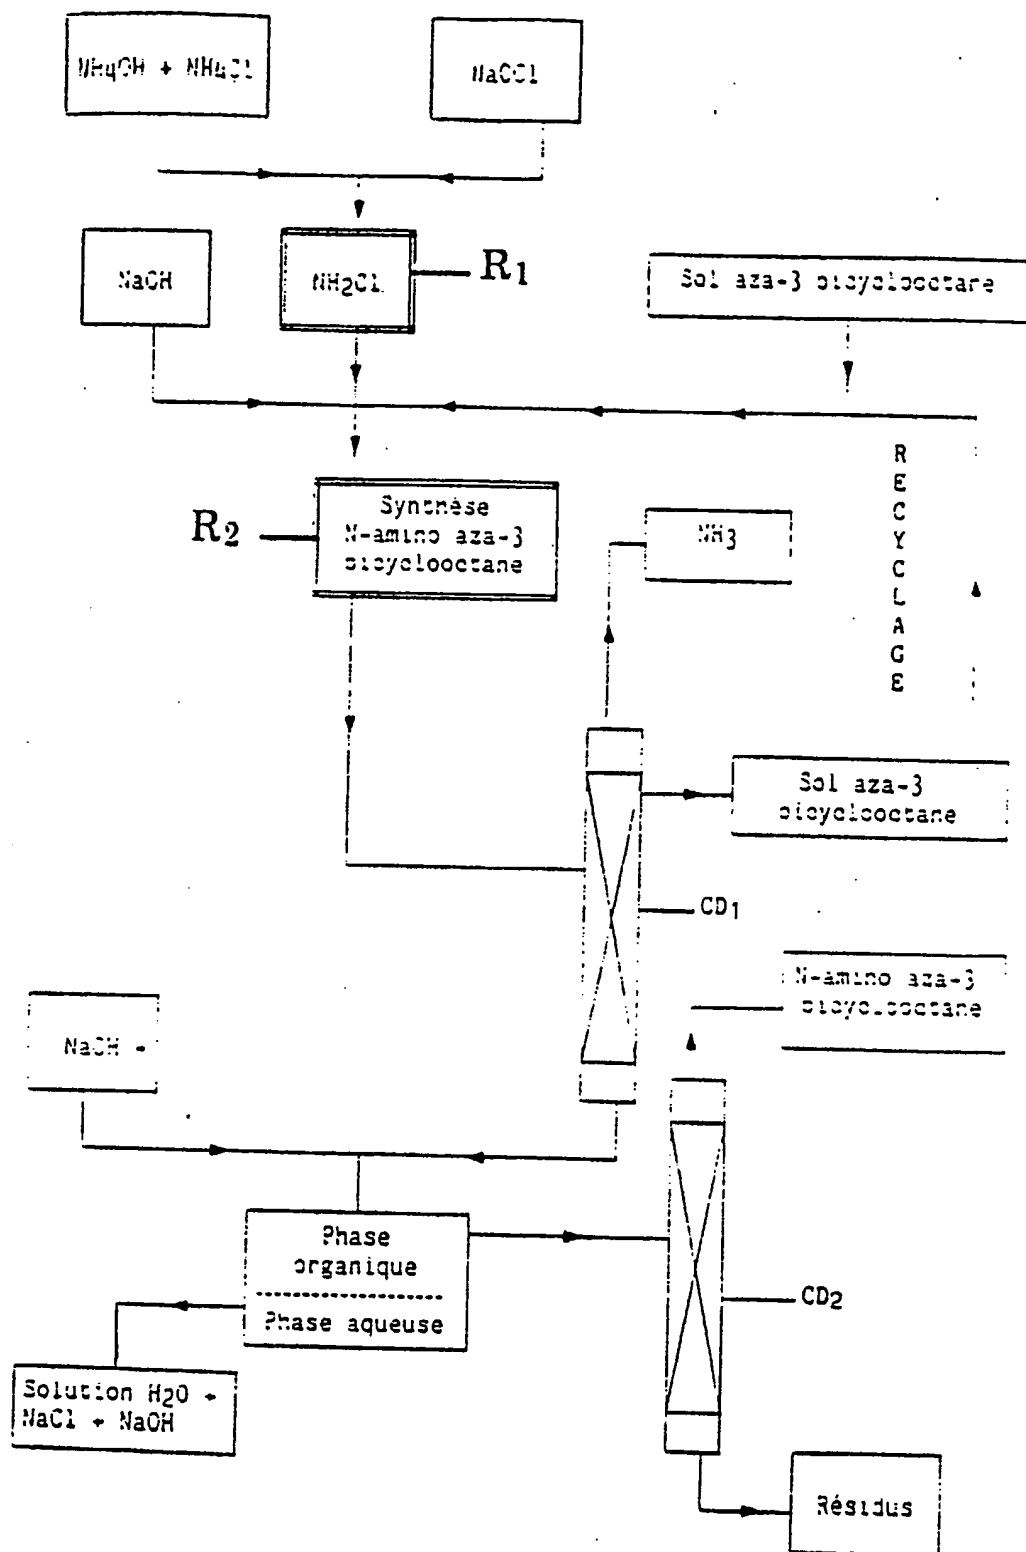 NH4OH + NH4Cl
NaOCl
NaOH
NH2Cl
R1
Sol aza-3 bicyclooctane
R2
Synthèse
N-amino aza-3
bicyclooctane
NH3
RECYCLAGE
Sol aza-3
bicyclooctane
CD1
N-amino aza-3
bicyclooctane
NaOH
Phase
organique
Phase aqueuse
CD2
Solution H2O +
NaCl + NaOH
Résidus